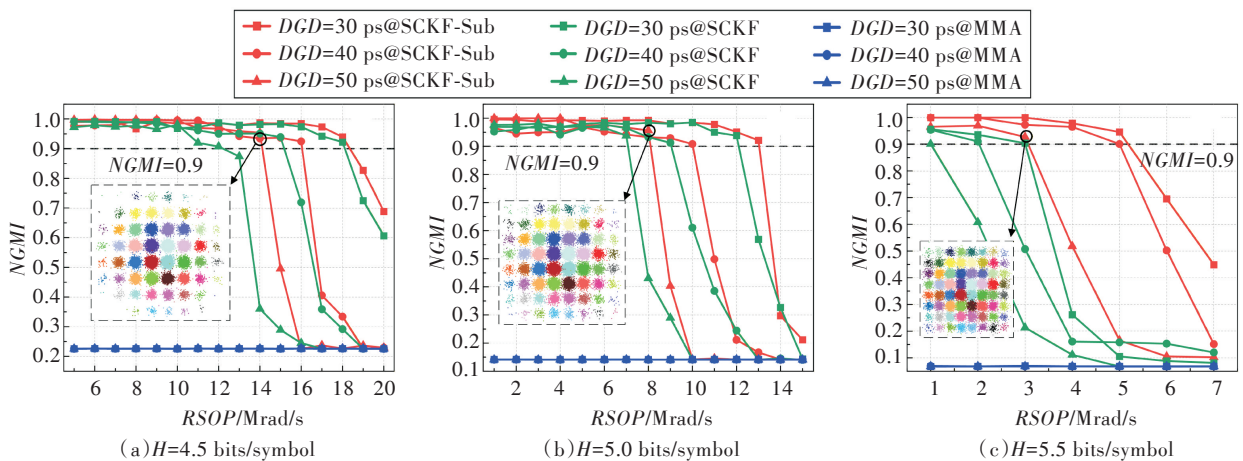 DGD=30 ps@SCKF-Sub DGD=30 ps@SCKF DGD=30 ps@MMA
DGD=40 ps@SCKF-Sub DGD=40 ps@SCKF DGD=40 ps@MMA
DGD=50 ps@SCKF-Sub DGD=50 ps@SCKF DGD=50 ps@MMA
NGMI
1.0
0.9
0.8
0.7
0.6
0.5
0.4
0.3
0.2
NGMI=0.9
6 8 10 12 14 16 18 20
RSOP/Mrad/s
(a)H=4.5 bits/symbol
NGMI
1.0
0.9
0.8
0.7
0.6
0.5
0.4
0.3
0.2
0.1
NGMI=0.9
2 4 6 8 10 12 14
RSOP/Mrad/s
(b)H=5.0 bits/symbol
NGMI
1.0
0.9
0.8
0.7
0.6
0.5
0.4
0.3
0.2
0.1
NGMI=0.9
1 2 3 4 5 6 7
RSOP/Mrad/s
(c)H=5.5 bits/symbol